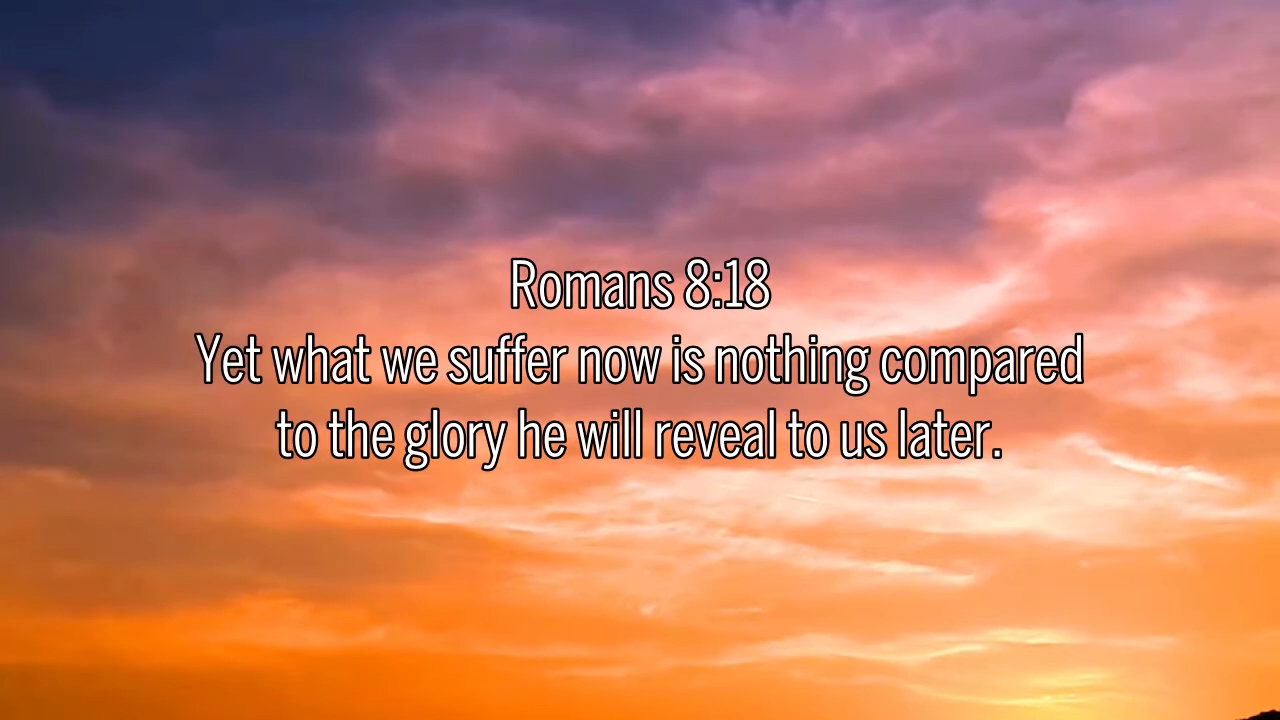 Romans 8:18
Yet what we suffer now is nothing compared
to the glory he will reveal to us later.